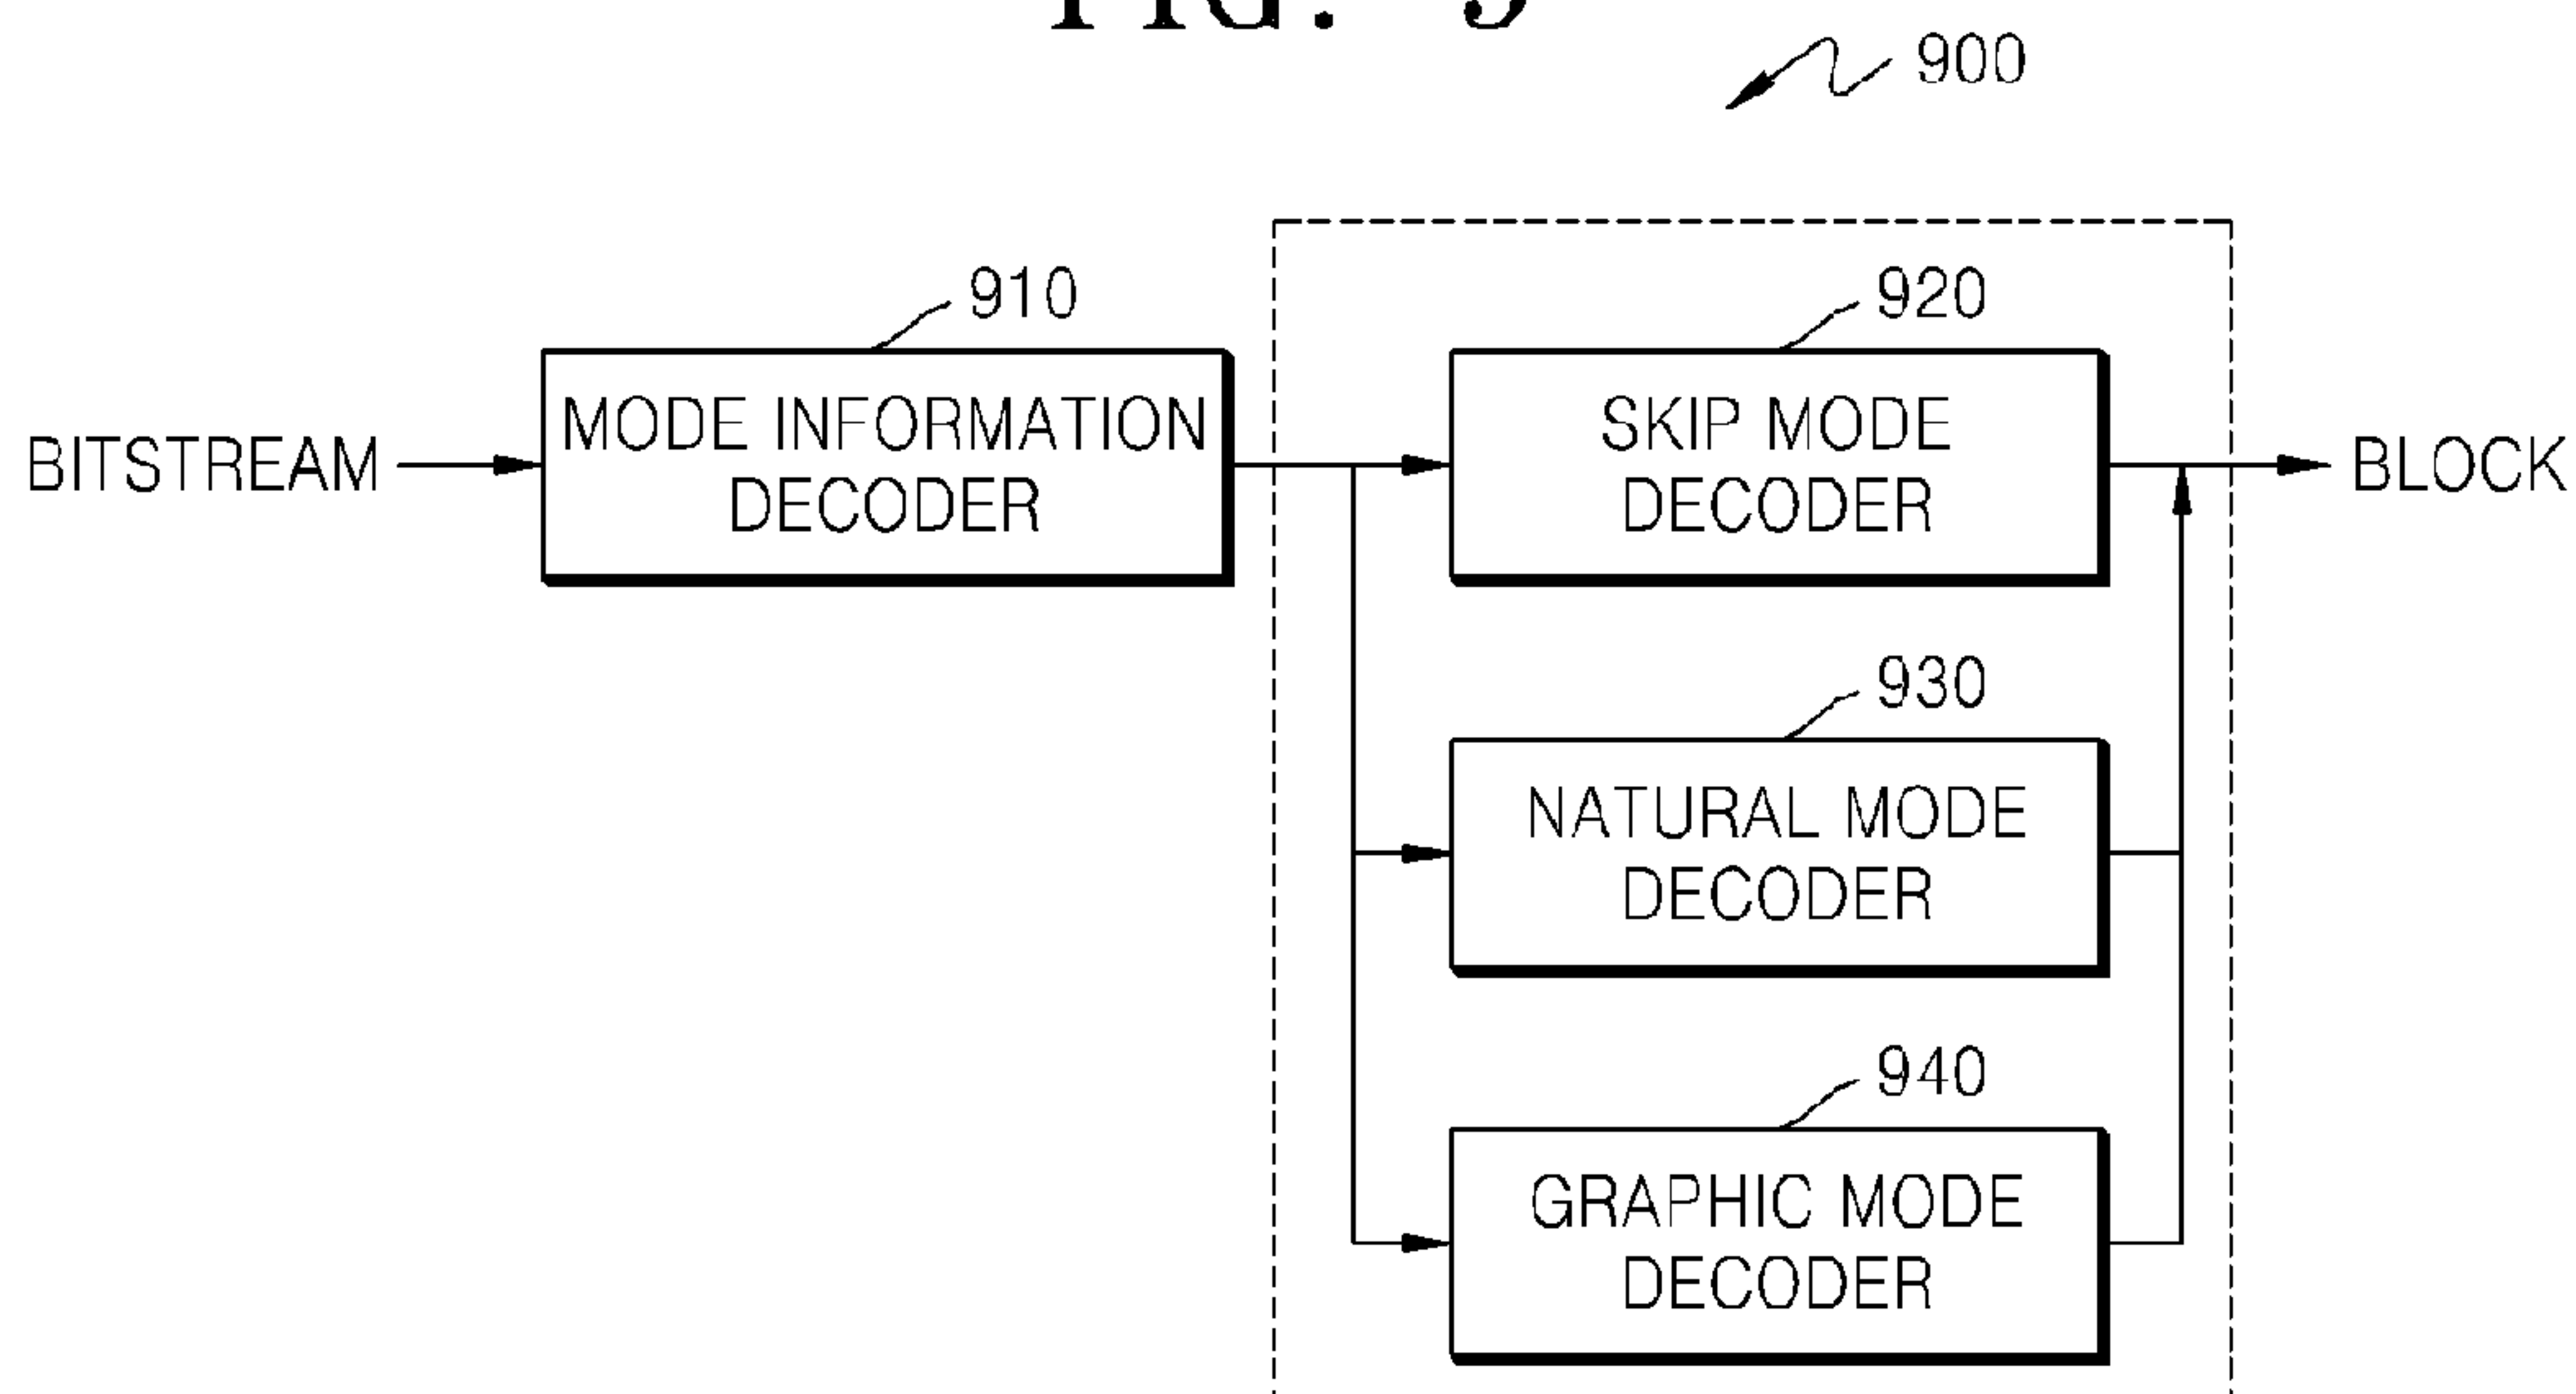 FIG.
900
910
920
BITSTREAM
MODE INFORMATION
DECODER
SKIP MODE
DECODER
BLOCK
930
NATURAL MODE
DECODER
940
GRAPHIC MODE
DECODER